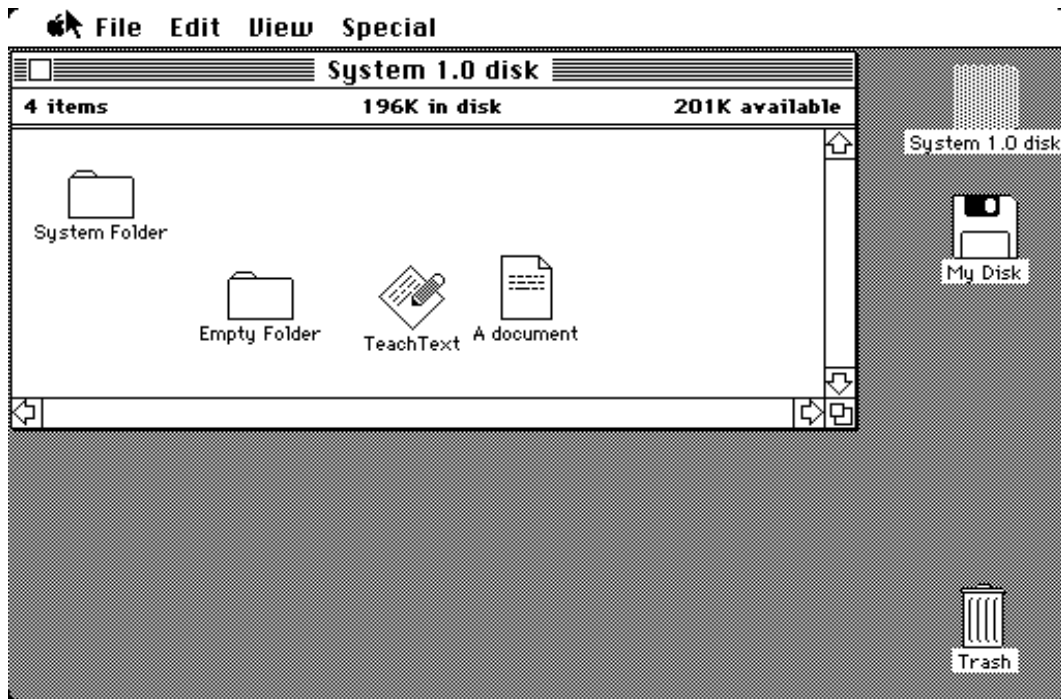 File Edit View Special
System 1.0 disk
4 items 196K in disk 201K available
System 1.0 disk
System Folder
My Disk
Empty Folder
TeachText
A document
Trash